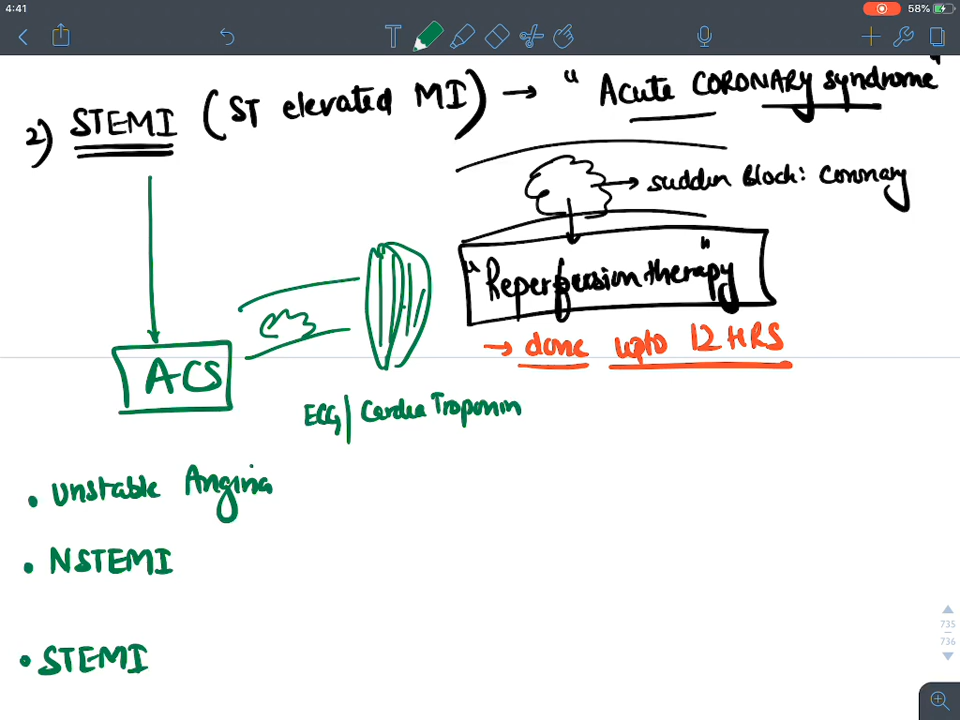 4:41
58%
T
2) STEMI (ST elevated MI) → "Acute CORONARY syndrome"
→ sudden Block: Coronary
"Reperfusion therapy"
→ done upto 12 HRS
ACS
ECG | Cardea Troponin
• Unstable Angina
• NSTEMI
• STEMI
735
736